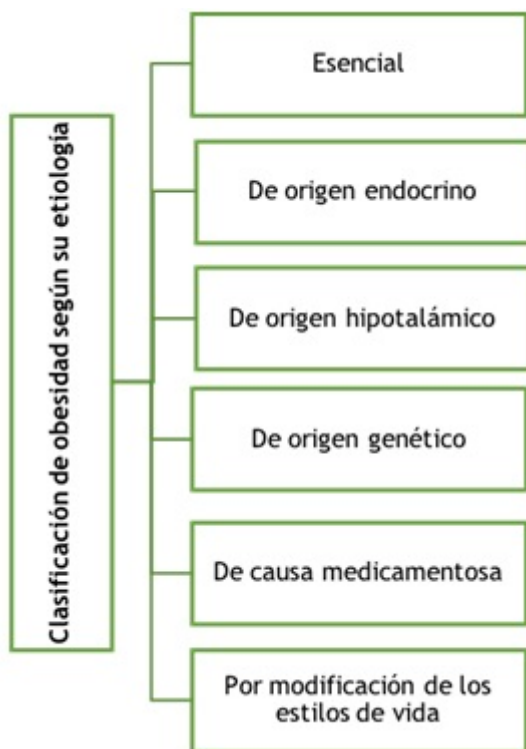 Clasificación de obesidad según su etiología
Esencial
De origen endocrino
De origen hipotalámico
De origen genético
De causa medicamentosa
Por modificación de los
estilos de vida